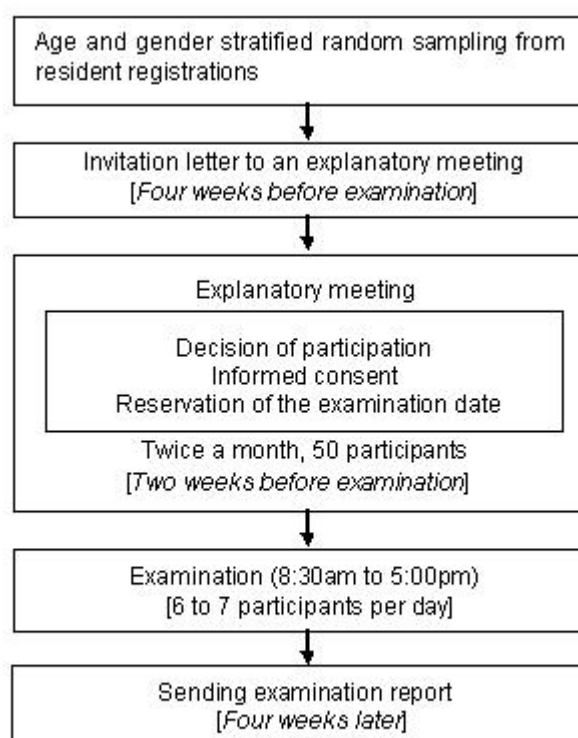 Age and gender stratified random sampling from
resident registrations
Invitation letter to an explanatory meeting
[Four weeks before examination]
Explanatory meeting
Decision of participation
Informed consent
Reservation of the examination date
Twice a month, 50 participants
[Two weeks before examination]
Examination (8:30am to 5:00pm)
[6 to 7 participants per day]
Sending examination report
[Four weeks later]